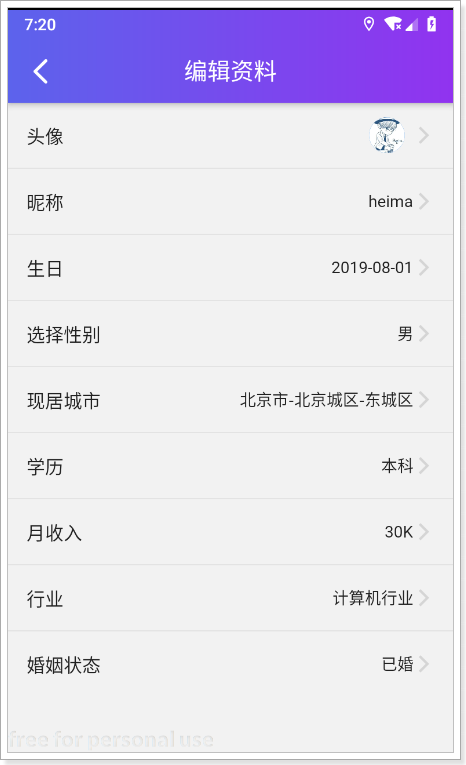 7:20
编辑资料
头像
昵称 heima
生日 2019-08-01
选择性别 男
现居城市 北京市-北京城区-东城区
学历 本科
月收入 30K
行业 计算机行业
婚姻状态 已婚
free for personal use